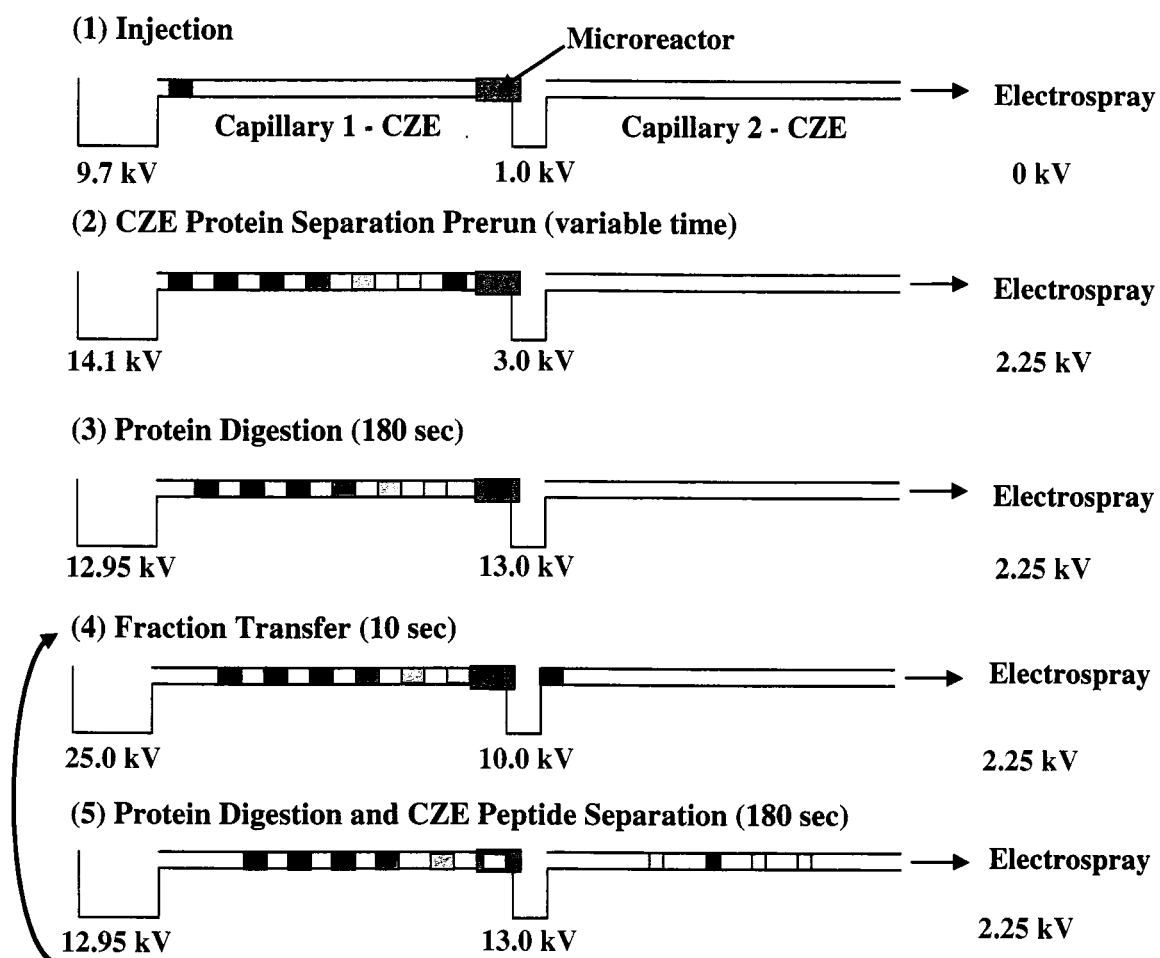 (1) Injection
Microreactor
Electrospray
Capillary 1 - CZE
Capillary 2 - CZE
9.7 kV
1.0 kV
0 kV
(2) CZE Protein Separation Prerun (variable time)
Electrospray
14.1 kV
3.0 kV
2.25 kV
(3) Protein Digestion (180 sec)
Electrospray
12.95 kV
13.0 kV
2.25 kV
(4) Fraction Transfer (10 sec)
Electrospray
25.0 kV
10.0 kV
2.25 kV
(5) Protein Digestion and CZE Peptide Separation (180 sec)
Electrospray
12.95 kV
13.0 kV
2.25 kV